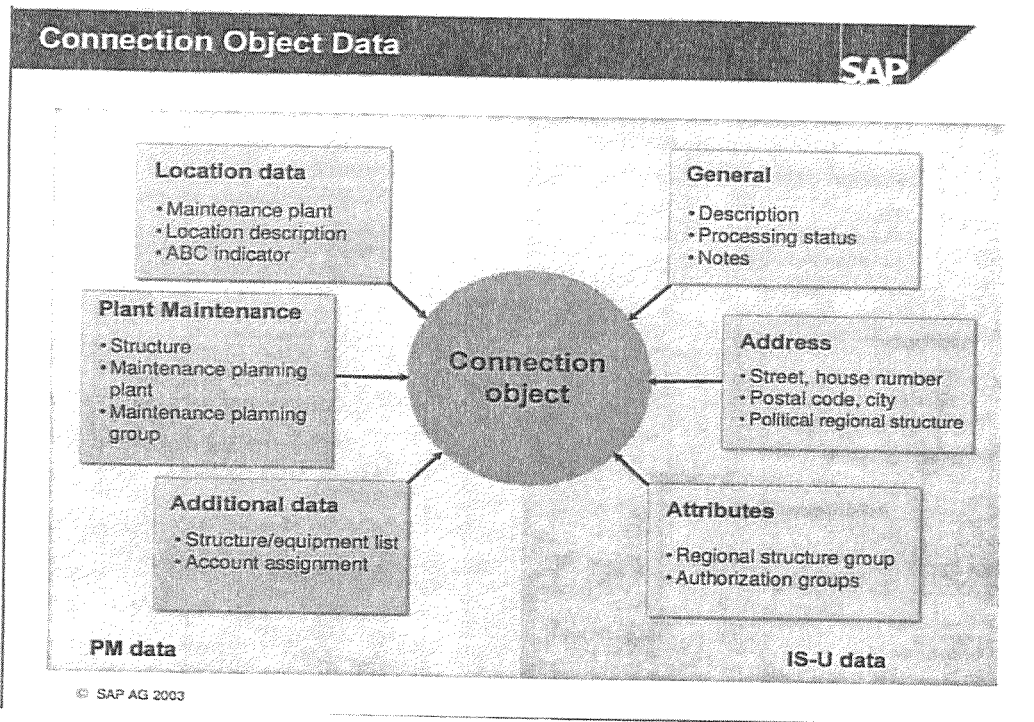 Connection Object Data
SAP
Location data
• Maintenance plant
• Location description
• ABC indicator
Plant Maintenance
• Structure
• Maintenance planning
plant
• Maintenance planning
group
Additional data
• Structure/equipment list
• Account assignment
Connection
object
General
• Description
• Processing status
• Notes
Address
• Street, house number
• Postal code, city
• Political regional structure
Attributes
• Regional structure group
• Authorization groups
PM data
IS-U data
© SAP AG 2003